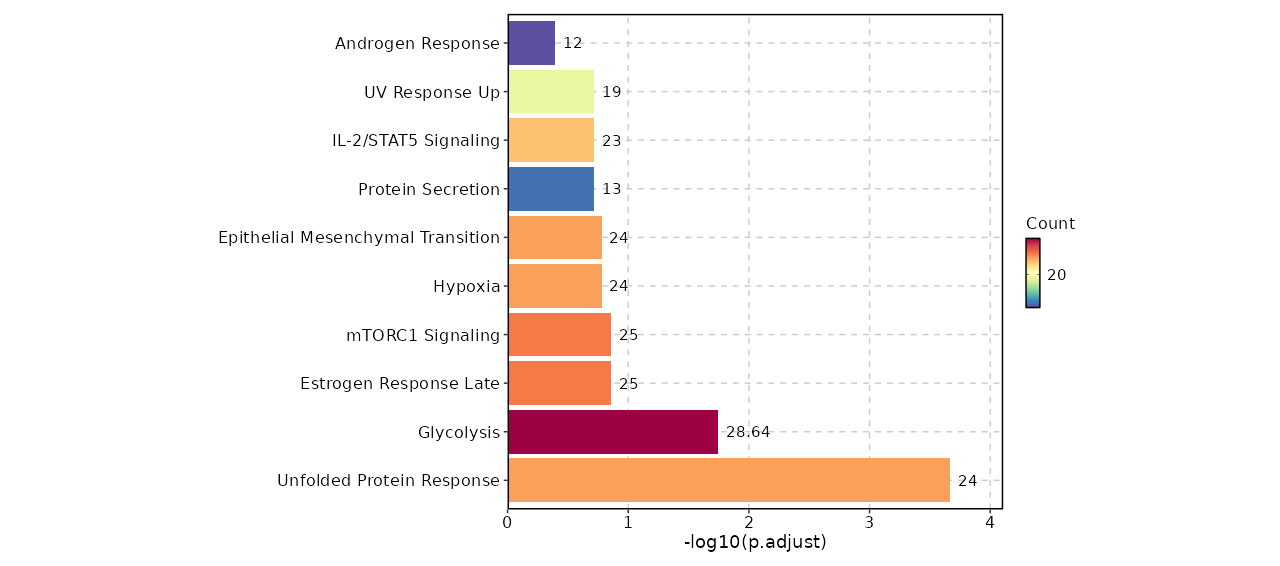 Androgen Response 12
UV Response Up 19
IL-2/STAT5 Signaling 23
Protein Secretion 13
Epithelial Mesenchymal Transition 24
Hypoxia 24
mTORC1 Signaling 25
Estrogen Response Late 25
Glycolysis 28.64
Unfolded Protein Response 24
0 1 2 3 4
-log10(p.adjust)
Count
20